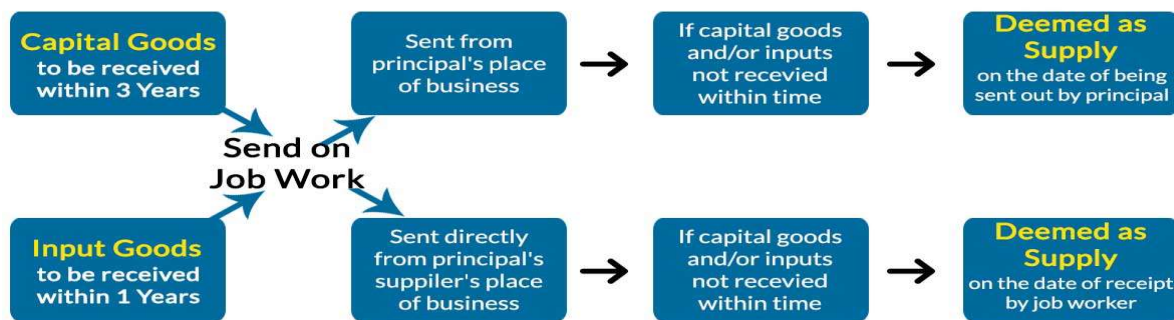 Capital Goods
to be received
within 3 Years
Sent from
principal's place
of business
If capital goods
and/or inputs
not recevied
within time
Deemed as
Supply
on the date of being
sent out by principal
Send on
Job Work
Input Goods
to be received
within 1 Years
Sent directly
from principal's
suppiler's place
of business
If capital goods
and/or inputs
not recevied
within time
Deemed as
Supply
on the date of receipt
by job worker